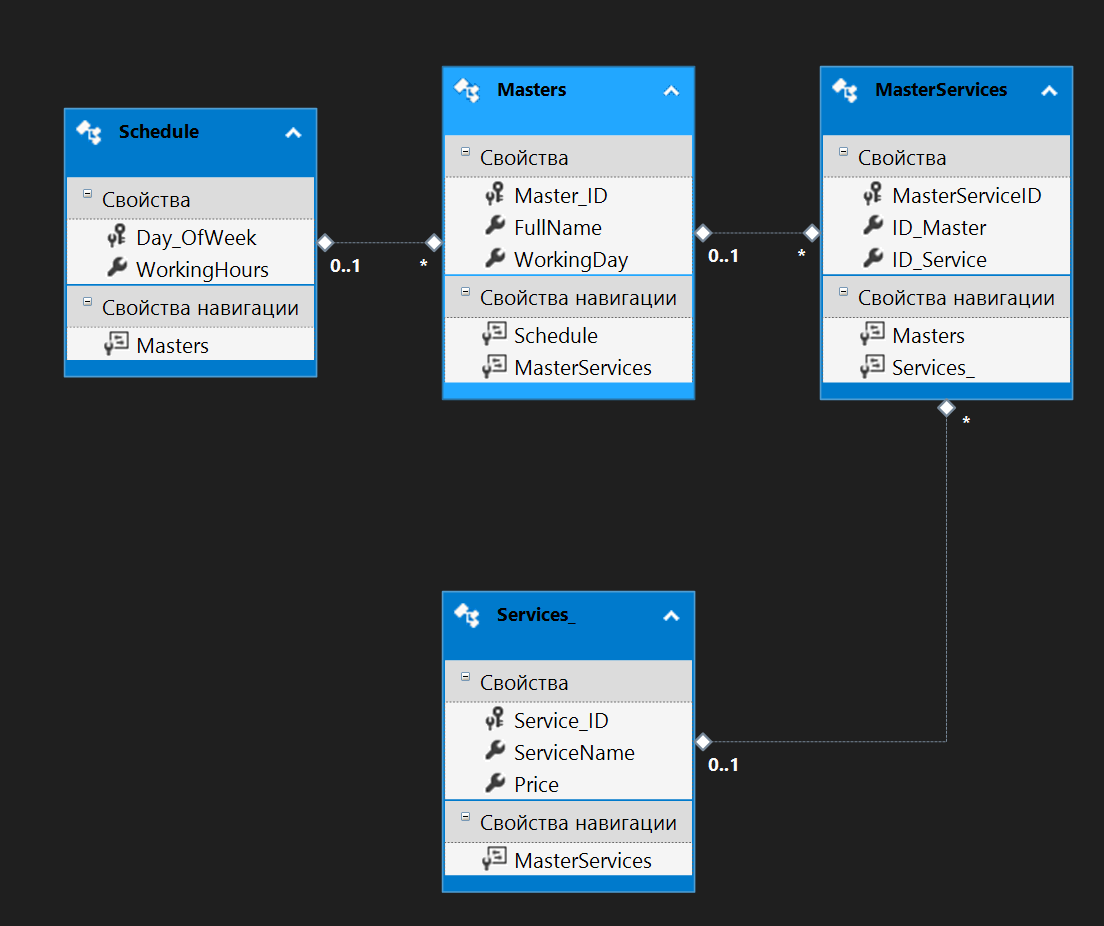 Schedule
Свойства
Day_OfWeek
WorkingHours
Свойства навигации
Masters
0..1
*
Masters
Свойства
Master_ID
FullName
WorkingDay
Свойства навигации
Schedule
MasterServices
0..1
*
MasterServices
Свойства
MasterServiceID
ID_Master
ID_Service
Свойства навигации
Masters
Services_
*
Services_
Свойства
Service_ID
ServiceName
Price
Свойства навигации
MasterServices
0..1